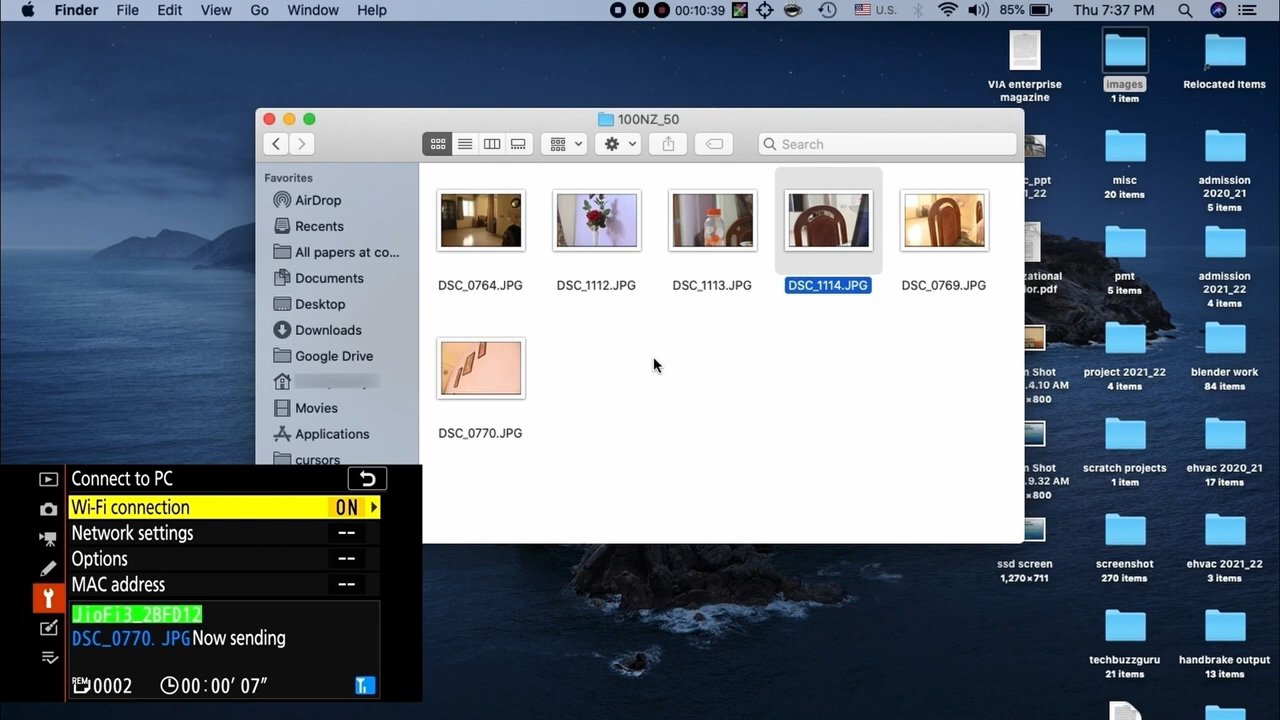 Finder File Edit View Go Window Help 00:10:39 U.S. 85% Thu 7:37 PM
VIA enterprise
magazine
images
1 item
Relocated Items
100NZ_50
Search
Favorites
AirDrop
Recents
All papers at co...
Documents
Desktop
Downloads
Google Drive
Movies
Applications
cursors
DSC_0764.JPG DSC_1112.JPG DSC_1113.JPG DSC_1114.JPG DSC_0769.JPG
DSC_0770.JPG
c_ppt
_22
misc
20 items
admission
2020_21
5 items
zational
ior.pdf
pmt
5 items
admission
2021_22
4 items
n Shot
.4.10 AM
×800
project 2021_22
4 items
blender work
84 items
n Shot
.9.32 AM
×800
scratch projects
1 item
ehvac 2020_21
17 items
ssd screen
1,270×711
screenshot
270 items
ehvac 2021_22
3 items
techbuzzguru
21 items
handbrake output
13 items
Connect to PC
Wi-Fi connection ON
Network settings --
Options --
MAC address --
JioFi3_2BFD12
DSC_0770. JPG Now sending
REM 0002 00:00′ 07″